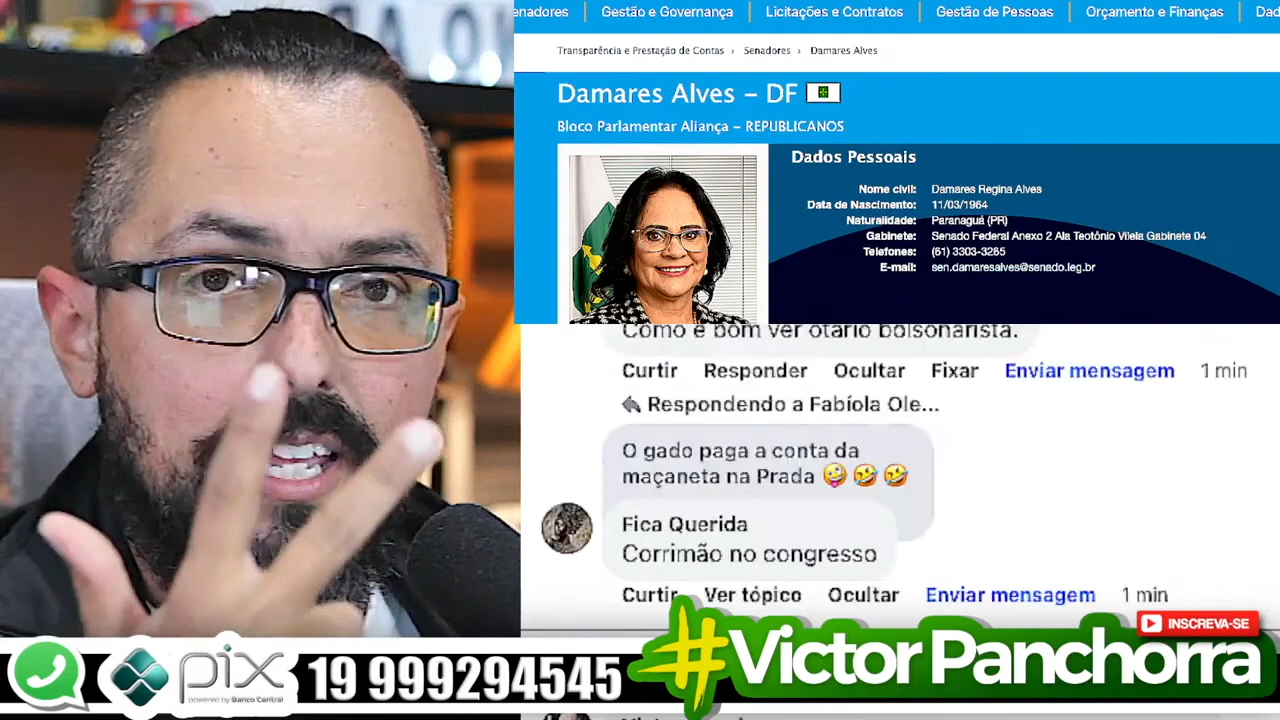 enadores
Gestão e Governança
Licitações e Contratos
Gestão de Pessoas
Orçamento e Finanças
Dad
Transparência e Prestação de Contas › Senadores › Damares Alves
Damares Alves - DF
Bloco Parlamentar Aliança - REPUBLICANOS
Dados Pessoais
Nome civil: Damares Regina Alves
Data de Nascimento: 11/03/1964
Naturalidade: Paranaguá (PR)
Gabinete: Senado Federal Anexo 2 Ala Teotônio Vilela Gabinete 04
Telefones: (61) 3303-3265
E-mail: sen.damaresalves@senado.leg.br
Como é bom ver otário bolsonarista.
Curtir Responder Ocultar Fixar Enviar mensagem 1 min
Respondendo a Fabíola Ole...
O gado paga a conta da
maçaneta na Prada 🤪🤣🤣
Fica Querida
Corrimão no congresso
Curtir Ver tópico Ocultar Enviar mensagem 1 min
INSCREVA-SE
pix
powered by Banco Central
19 999294545
#Victor Panchorra